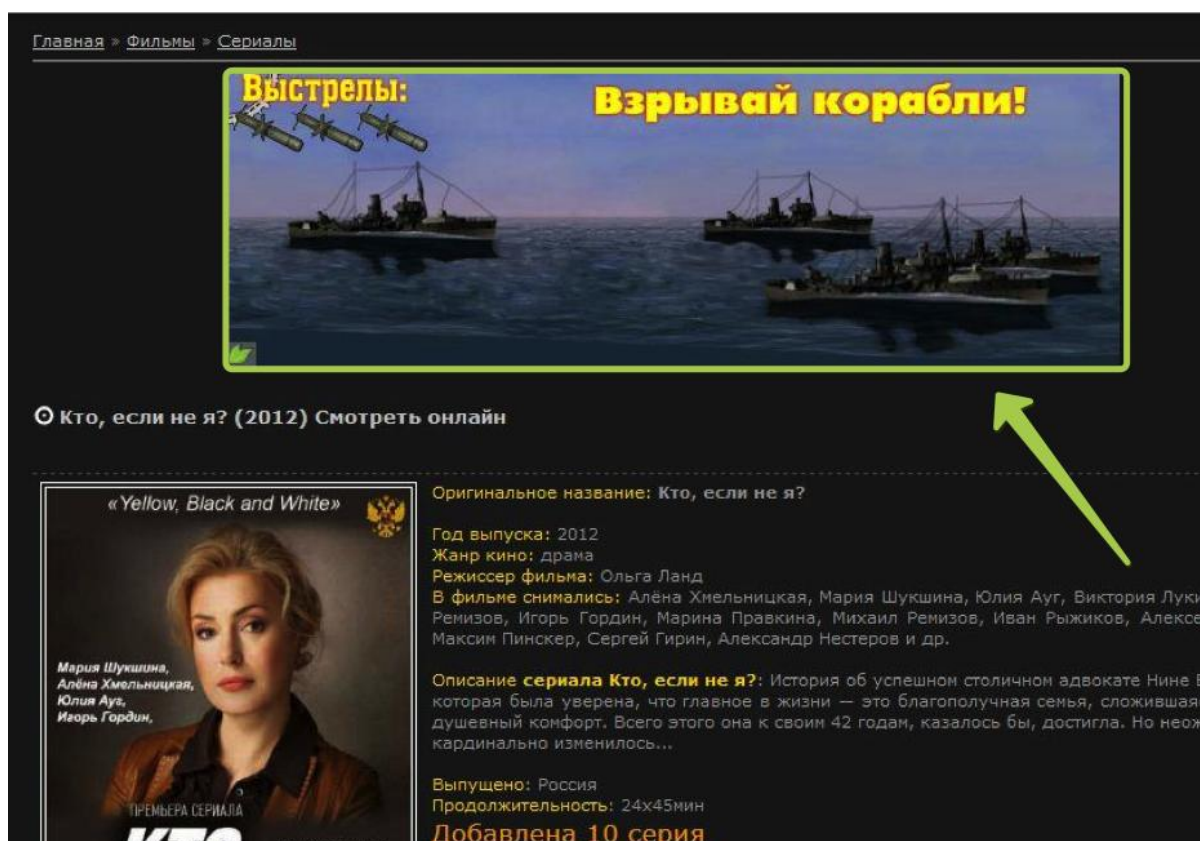 Главная » Фильмы » Сериалы
Выстрелы:
Взрывай корабли!
Кто, если не я? (2012) Смотреть онлайн
«Yellow, Black and White»
Мария Шукшина,
Алёна Хмельницкая,
Юлия Ауг,
Игорь Гордин,
ПРЕМЬЕРА СЕРИАЛА
КТО
Оригинальное название: Кто, если не я?
Год выпуска: 2012
Жанр кино: драма
Режиссер фильма: Ольга Ланд
В фильме снимались: Алёна Хмельницкая, Мария Шукшина, Юлия Ауг, Виктория Луки
Ремизов, Игорь Гордин, Марина Правкина, Михаил Ремизов, Иван Рыжиков, Алексе
Максим Пинскер, Сергей Гирин, Александр Нестеров и др.
Описание сериала Кто, если не я?: История об успешном столичном адвокате Нине
которая была уверена, что главное в жизни — это благополучная семья, сложившая
душевный комфорт. Всего этого она к своим 42 годам, казалось бы, достигла. Но неож
кардинально изменилось...
Выпущено: Россия
Продолжительность: 24х45мин
Добавлена 10 серия